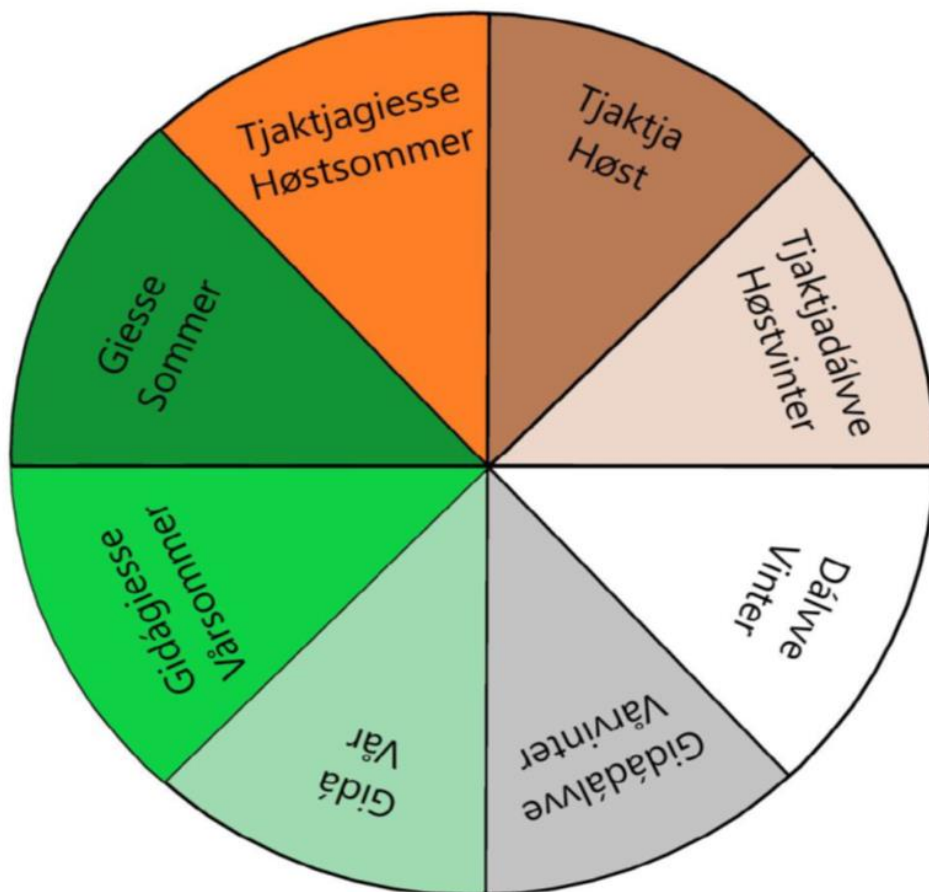 Tjaktjagiesse
Høstsommer
Tjaktja
Høst
Tjaktjadálvve
Høstvinter
Dálvve
Vinter
Gidádálvve
Vårvinter
Gidá
Vår
Gidágiesse
Vårsommer
Giesse
Sommer